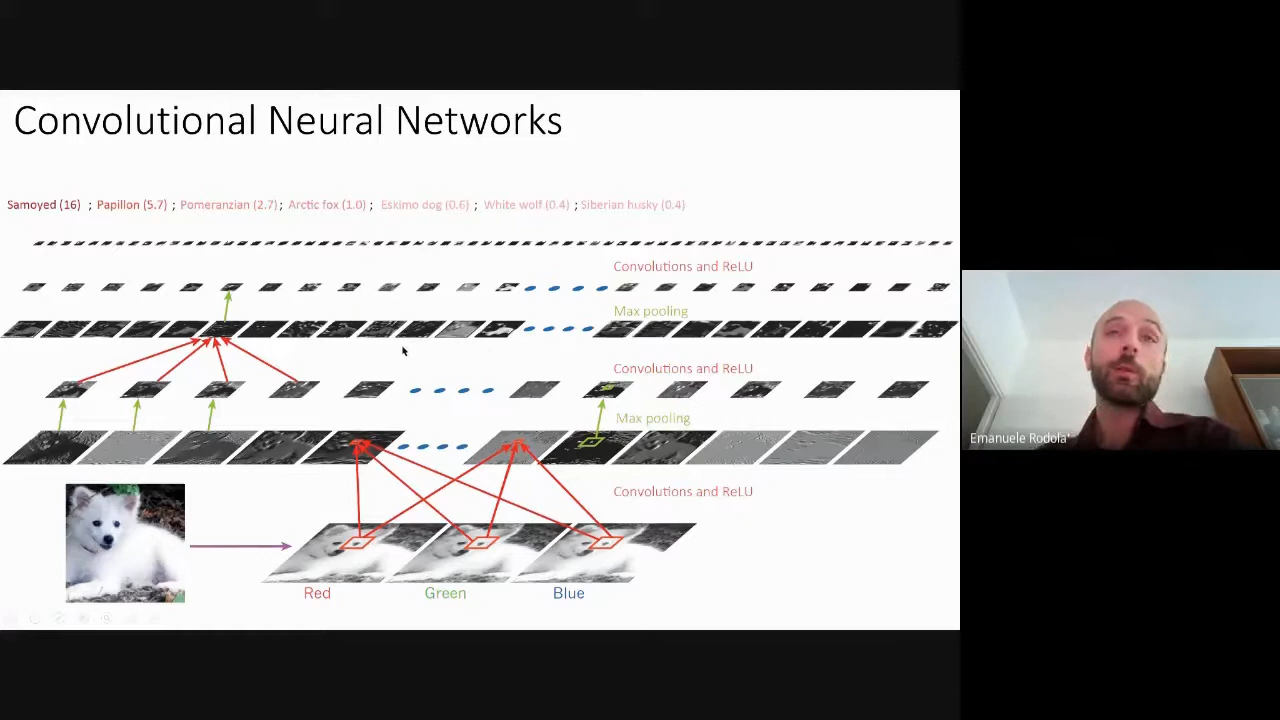 Convolutional Neural Networks
Samoyed (16) ; Papillon (5.7) ; Pomeranzian (2.7) ; Arctic fox (1.0) ; Eskimo dog (0.6) ; White wolf (0.4) ; Siberian husky (0.4)
Convolutions and ReLU
Max pooling
Convolutions and ReLU
Max pooling
Emanuele Rodola'
Convolutions and ReLU
Red Green Blue